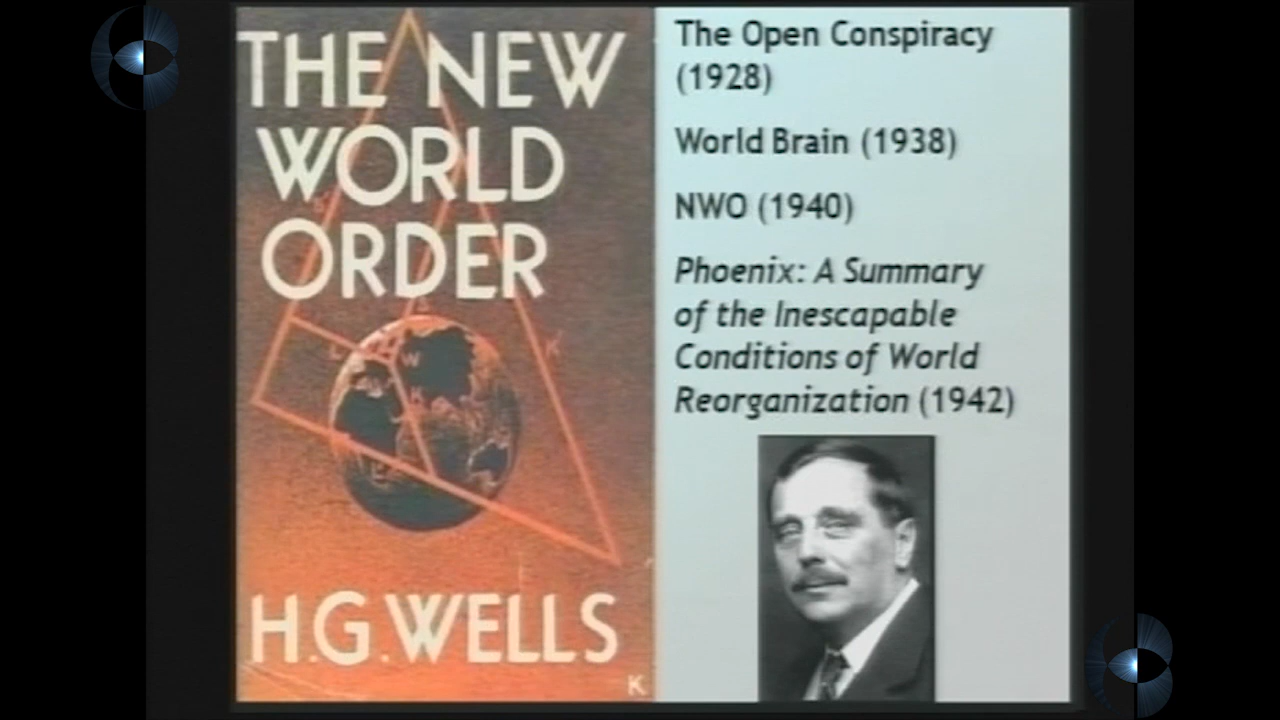 THE NEW
WORLD
ORDER
H.G.WELLS
K
The Open Conspiracy
(1928)
World Brain (1938)
NWO (1940)
Phoenix: A Summary
of the Inescapable
Conditions of World
Reorganization (1942)